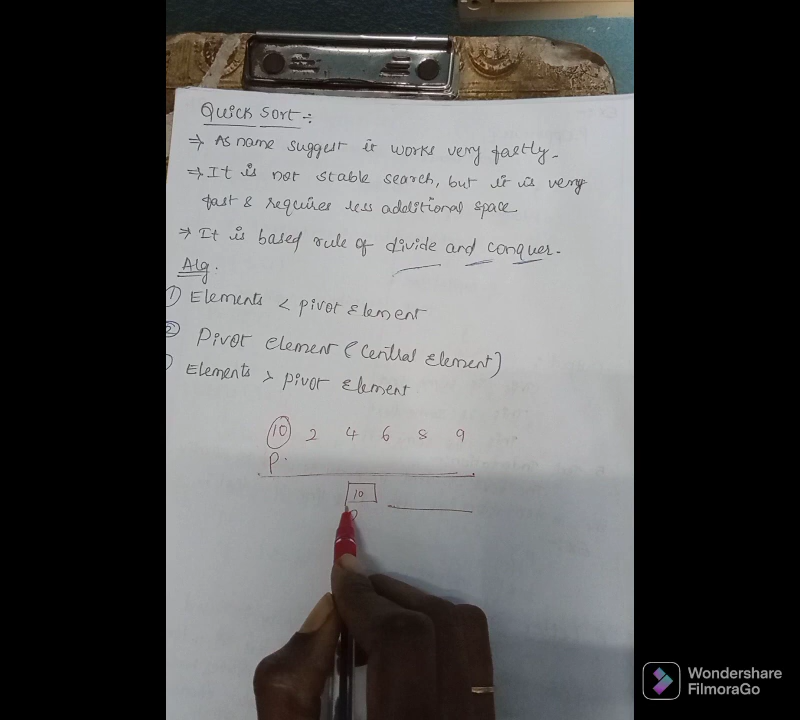 Quick Sort :-
⇒ As name suggest it works very fastly.
⇒ It is not stable search, but it is very
fast & requires less additional space.
⇒ It is based rule of divide and conquer.
Alg.
① Elements < pivot Element
② Pivot element (Central Element)
) Elements > pivot Element
10 2 4 6 8 9
P.
10
P
Wondershare
FilmoraGo